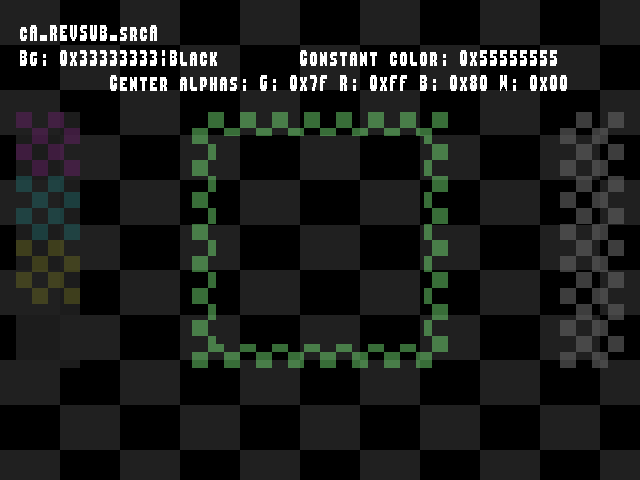 cA_REVSUB_srcA
Bg: 0x33333333¦Black Constant color: 0x55555555
Center alphas: G: 0x7f R: 0xff B: 0x80 W: 0x00